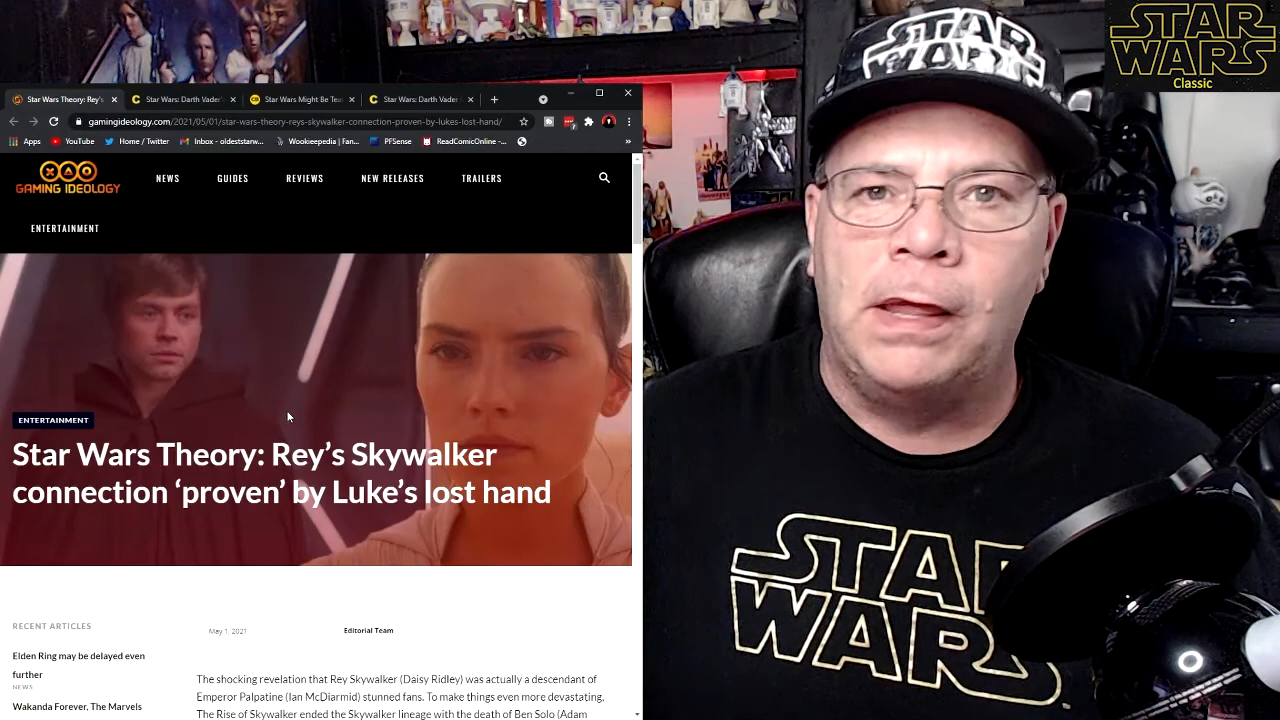 STAR
WARS
Classic
Star Wars Theory: Rey's
Star Wars: Darth Vader'
Star Wars Might Be Tea
Star Wars: Darth Vader
gamingideology.com/2021/05/01/star-wars-theory-reys-skywalker-connection-proven-by-lukes-lost-hand/
Apps
YouTube
Home / Twitter
Inbox - oldeststarw...
Wookieepedia | Fan...
PFSense
ReadComicOnline -...
GAMING IDEOLOGY
NEWS
GUIDES
REVIEWS
NEW RELEASES
TRAILERS
ENTERTAINMENT
ENTERTAINMENT
Star Wars Theory: Rey's Skywalker
connection 'proven' by Luke's lost hand
RECENT ARTICLES
May 1, 2021
Editorial Team
Elden Ring may be delayed even
further
NEWS
Wakanda Forever, The Marvels
The shocking revelation that Rey Skywalker (Daisy Ridley) was actually a descendant of
Emperor Palpatine (Ian McDiarmid) stunned fans. To make things even more devastating,
The Rise of Skywalker ended the Skywalker lineage with the death of Ben Solo (Adam
STAR
WARS
STAR
WARS